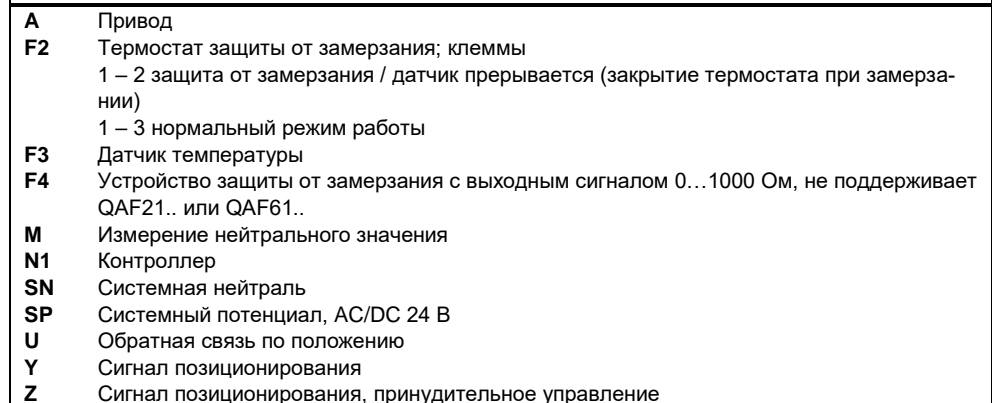 A Привод
F2 Термостат защиты от замерзания; клеммы
1 – 2 защита от замерзания / датчик прерывается (закрытие термостата при замерза-
нии)
1 – 3 нормальный режим работы
F3 Датчик температуры
F4 Устройство защиты от замерзания с выходным сигналом 0…1000 Ом, не поддерживает
QAF21.. или QAF61..
M Измерение нейтрального значения
N1 Контроллер
SN Системная нейтраль
SP Системный потенциал, AC/DC 24 В
U Обратная связь по положению
Y Сигнал позиционирования
Z Сигнал позиционирования, принудительное управление